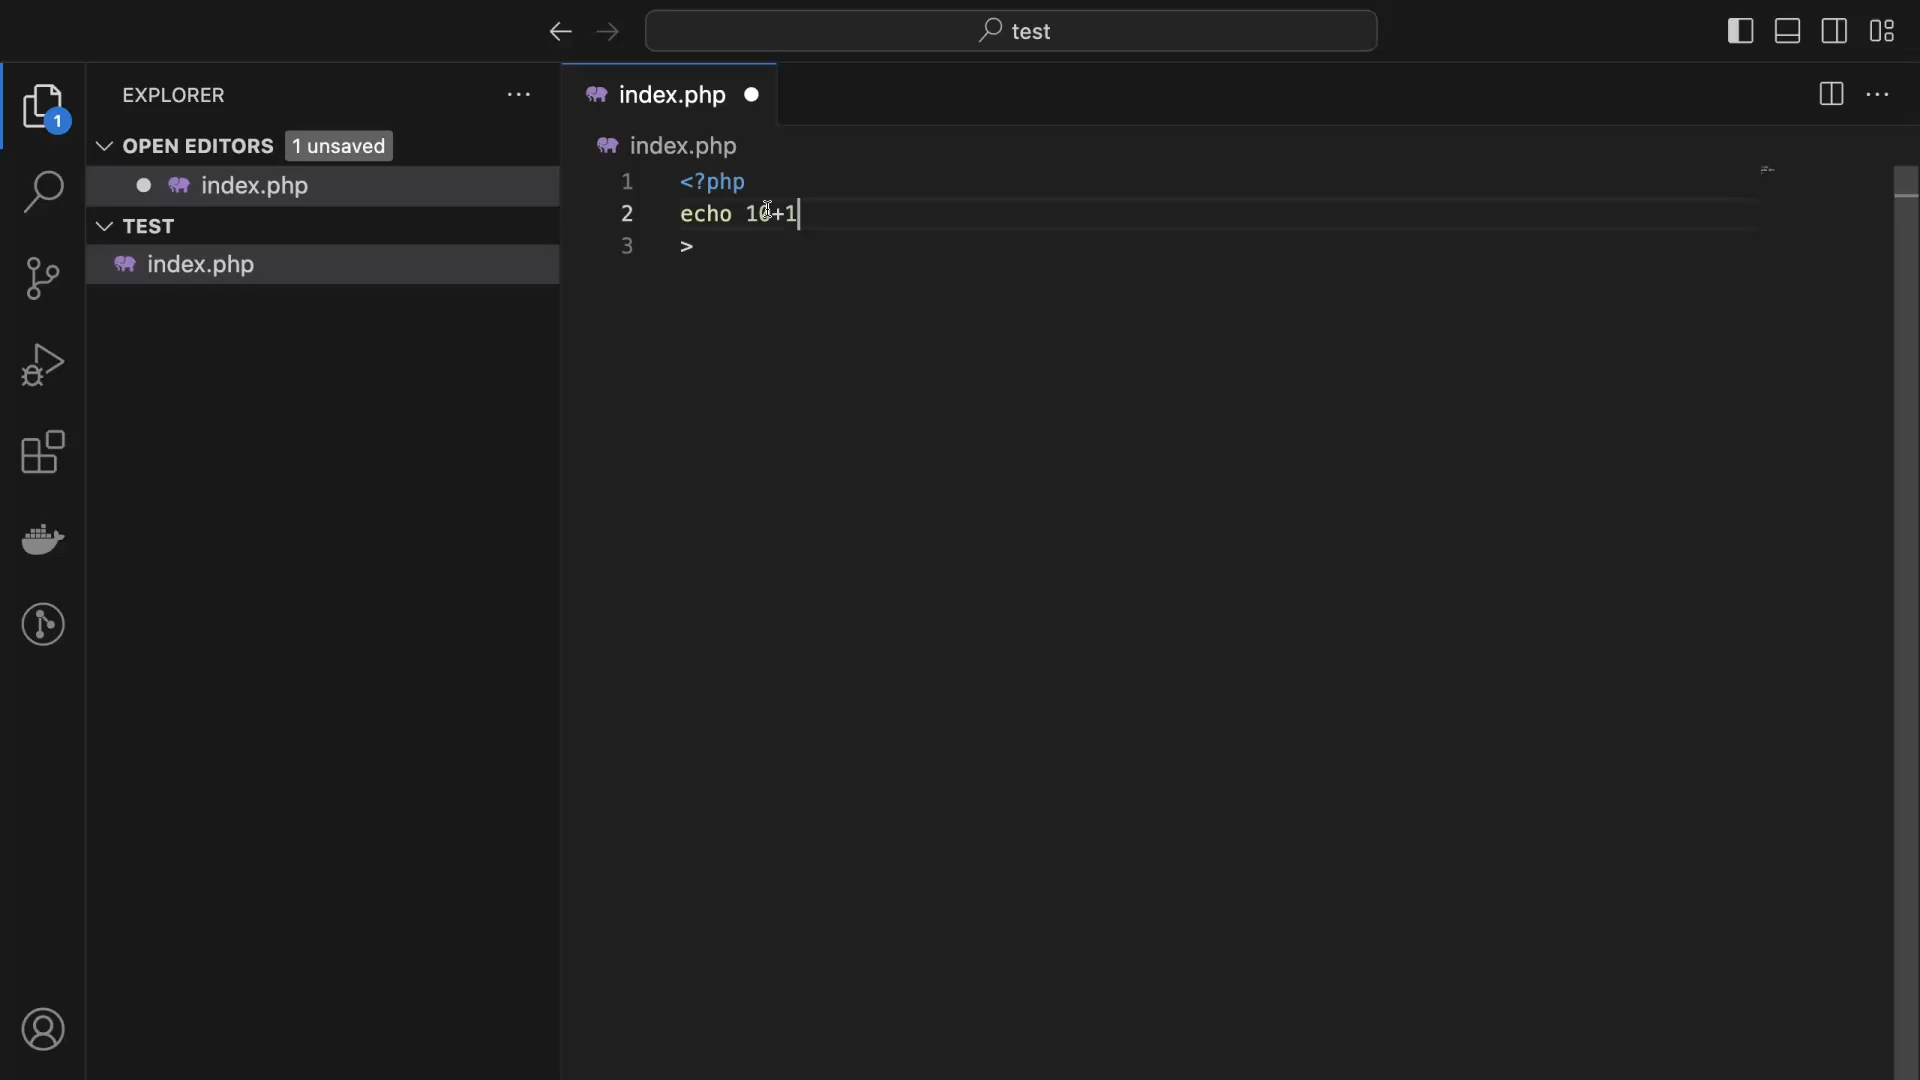 test
EXPLORER
1
OPEN EDITORS 1 unsaved
index.php
TEST
index.php
index.php
index.php
1 <?php
2 echo 10+1
3 >